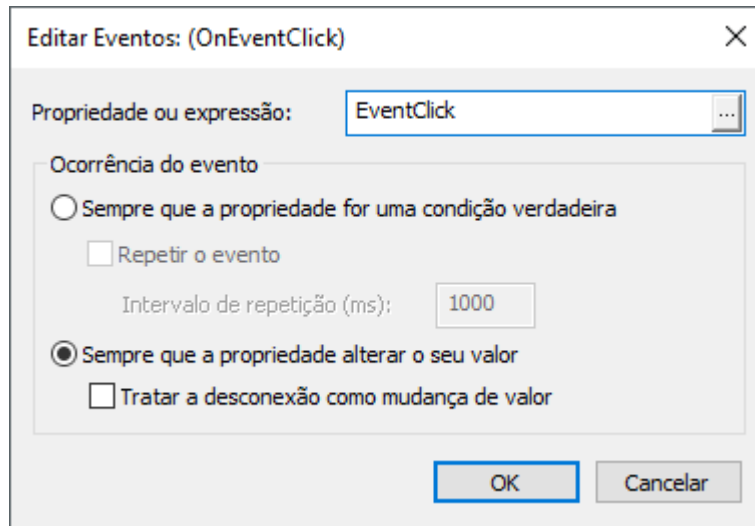 Editar Eventos: (OnEventClick)
Propriedade ou expressão: EventClick ...
Ocorrência do evento
Sempre que a propriedade for uma condição verdadeira
Repetir o evento
Intervalo de repetição (ms): 1000
Sempre que a propriedade alterar o seu valor
Tratar a desconexão como mudança de valor
OK Cancelar